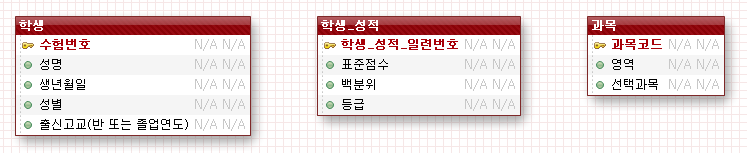 학생
수험번호 N/A N/A
성명 N/A N/A
생년월일 N/A N/A
성별 N/A N/A
출신고교(반 또는 졸업연도) N/A N/A
학생_성적
학생_성적_일련번호 N/A N/A
표준점수 N/A N/A
백분위 N/A N/A
등급 N/A N/A
과목
과목코드 N/A N/A
영역 N/A N/A
선택과목 N/A N/A